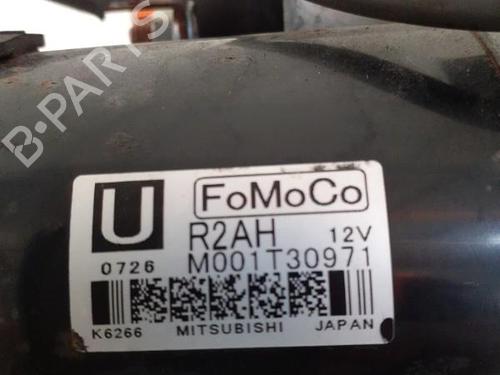 B-PARTS
U
FoMoCo
R2AH 12V
0726 M001T30971
K6266 MITSUBISHI JAPAN